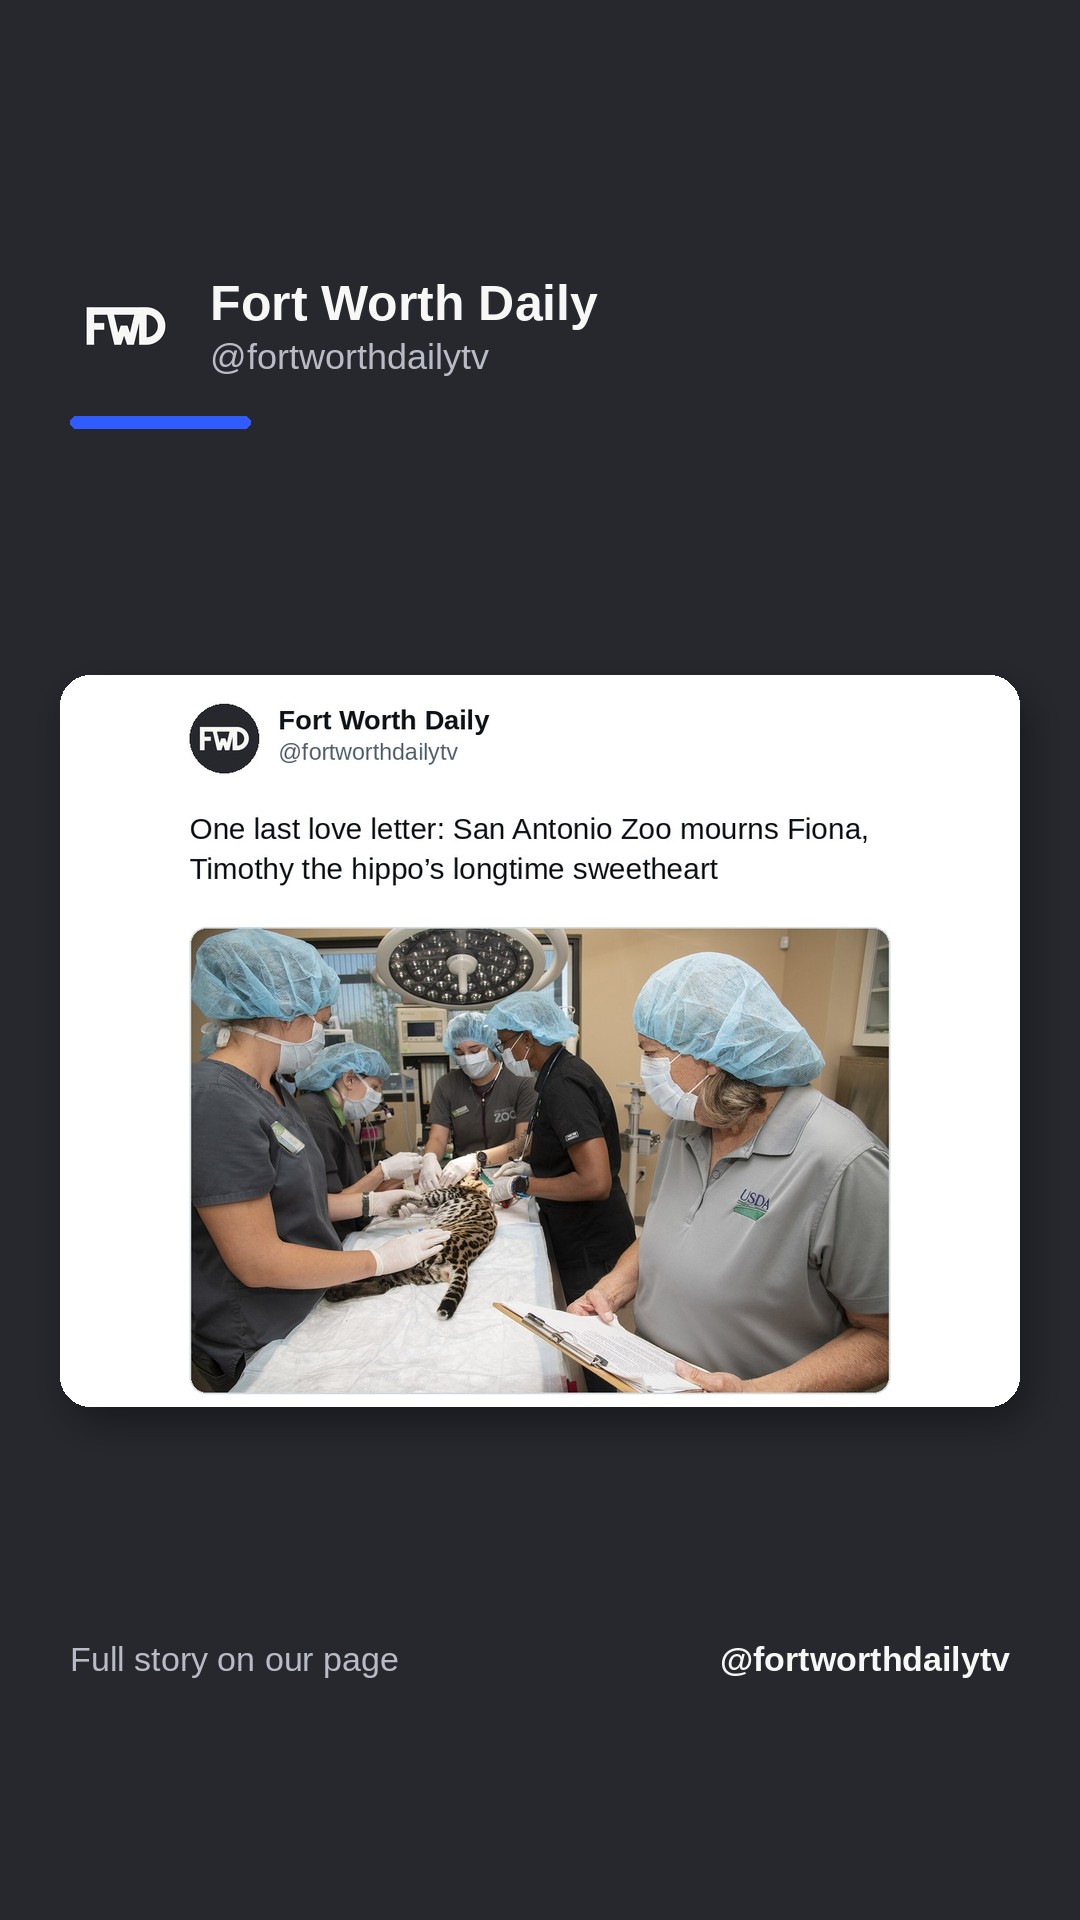 FWD
Fort Worth Daily
@fortworthdailytv
FWD
Fort Worth Daily
@fortworthdailytv
One last love letter: San Antonio Zoo mourns Fiona,
Timothy the hippo’s longtime sweetheart
ZOO
USDA
Full story on our page
@fortworthdailytv